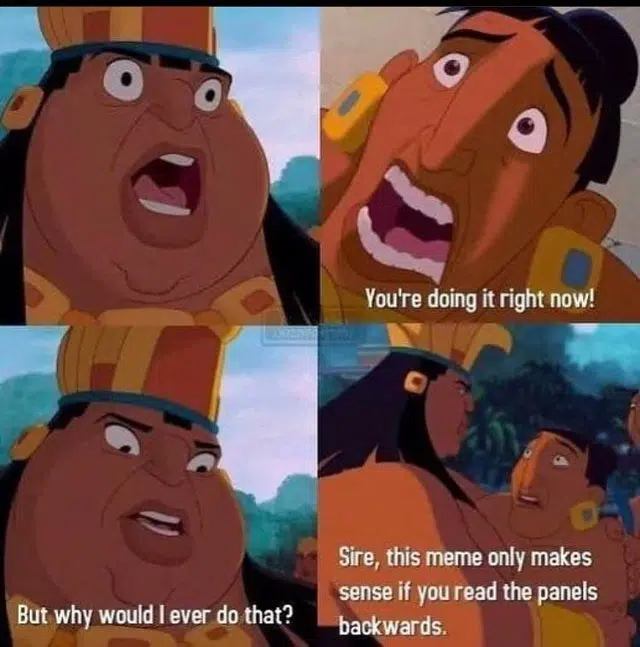 You're doing it right now!
But why would I ever do that?
Sire, this meme only makes
sense if you read the panels
backwards.